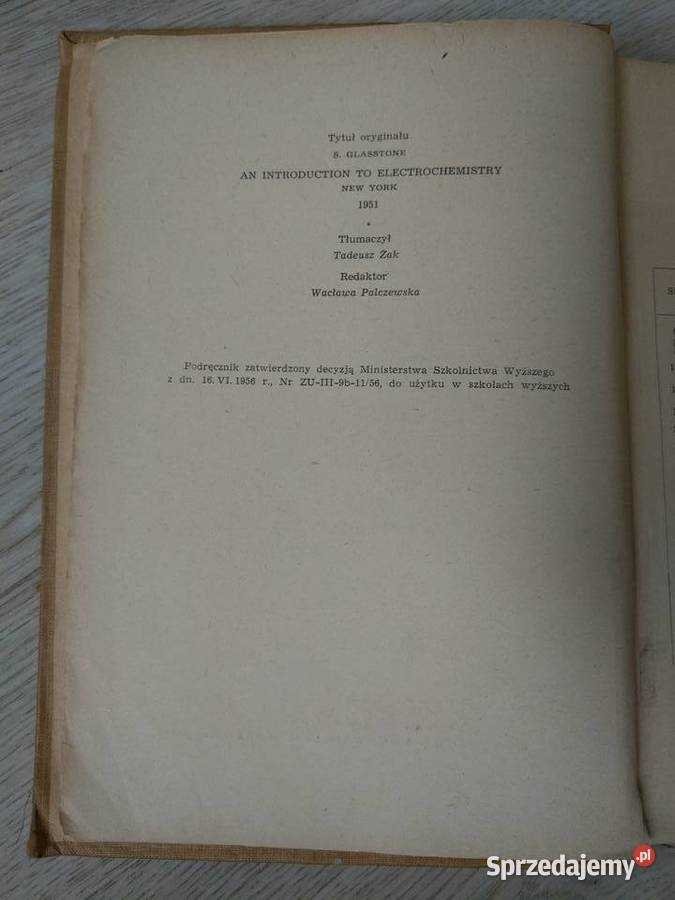 Tytuł oryginału
S. GLASSTONE
AN INTRODUCTION TO ELECTROCHEMISTRY
NEW YORK
1951
*
Tłumaczył
Tadeusz Żak
Redaktor
Wacława Palczewska
Podręcznik zatwierdzony decyzją Ministerstwa Szkolnictwa Wyższego
z dn. 16. VI. 1956 r., Nr ZU-III-9b-11/56, do użytku w szkołach wyższych
Sprzedajemy.pl